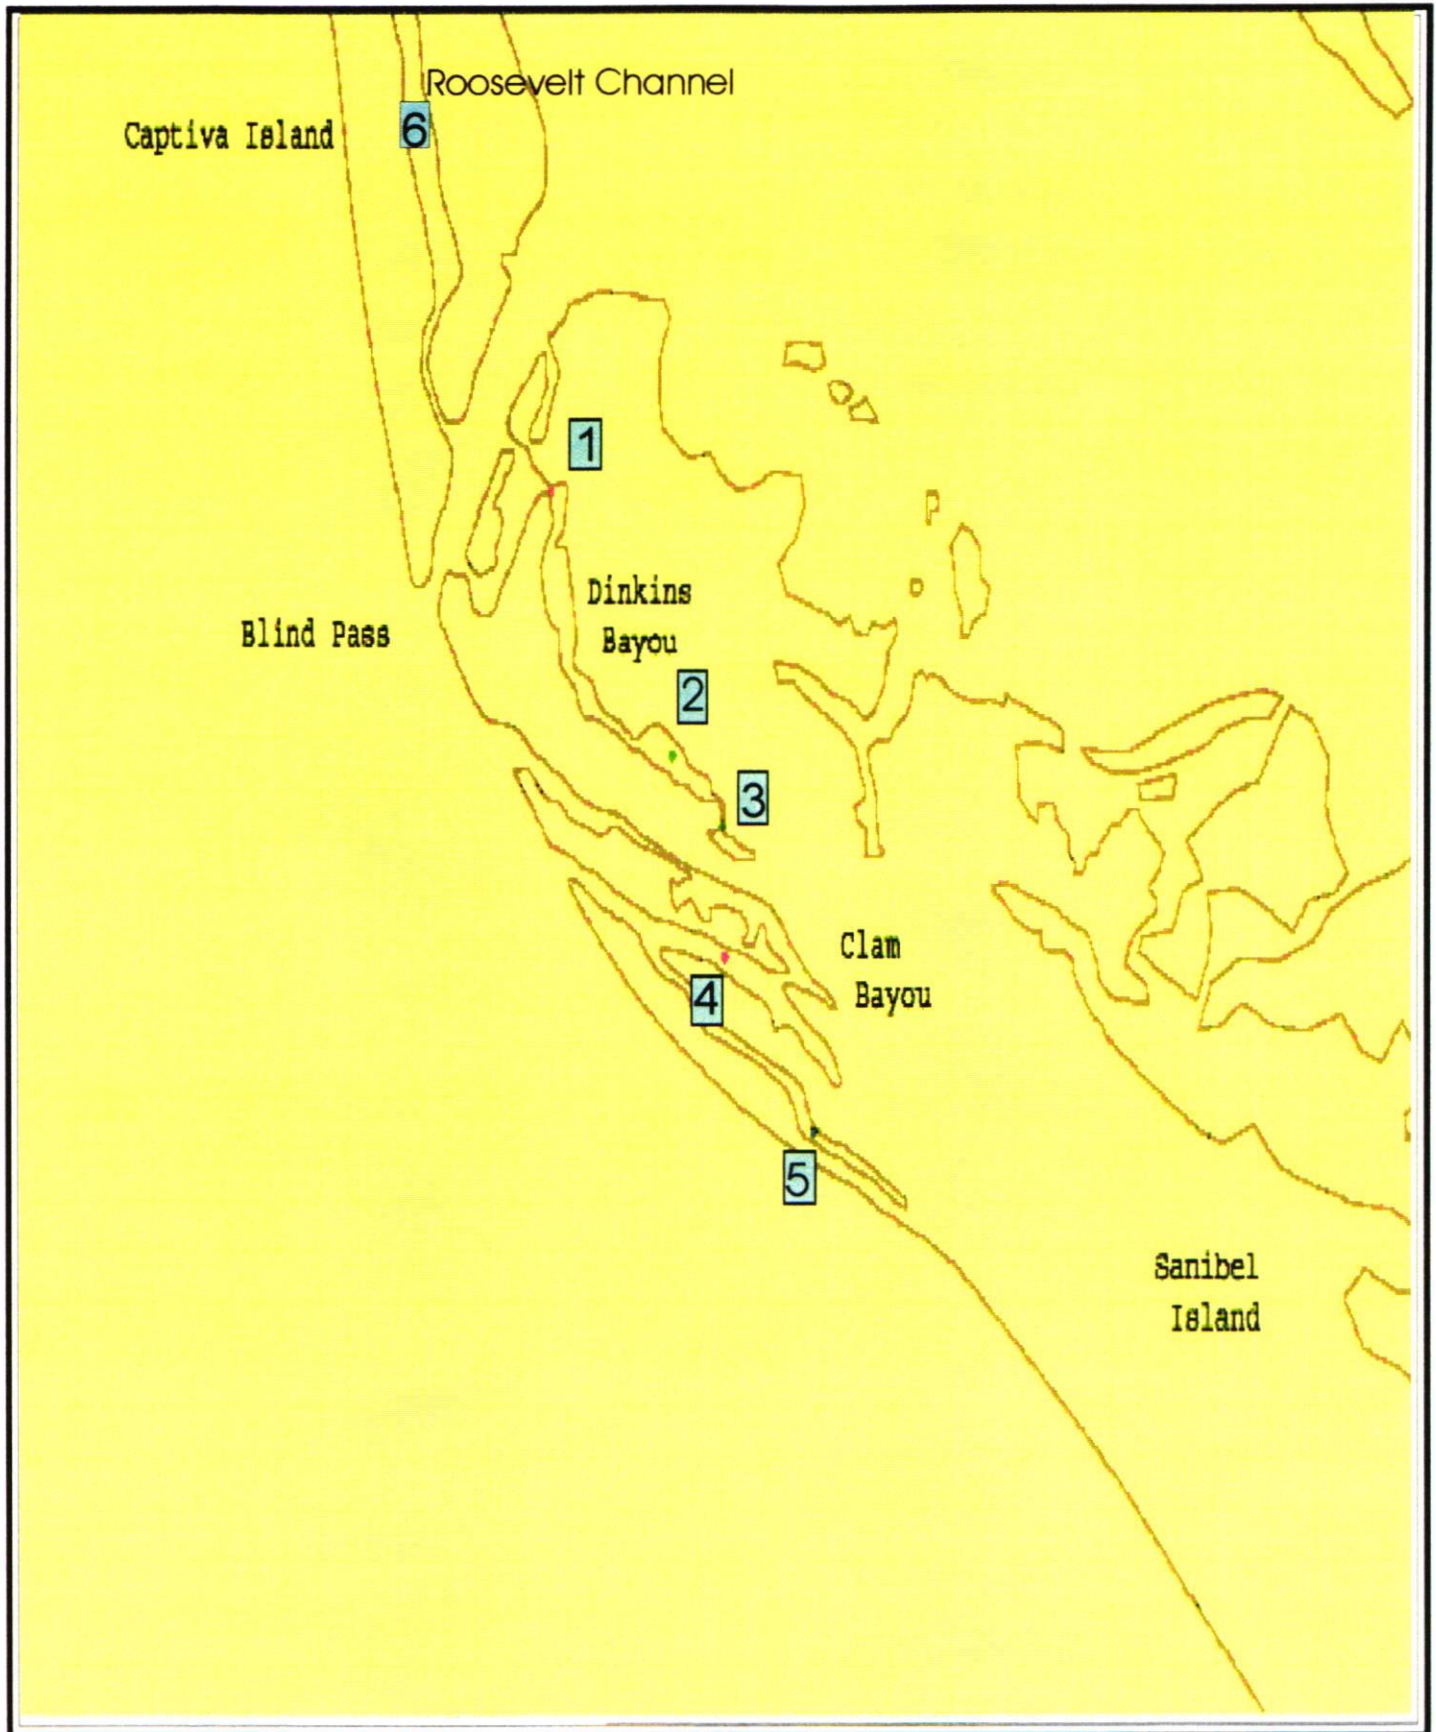 Roosevelt Channel
6
Captiva Island
1
Dinkins
Bayou
Blind Pass
2
3
Clam
Bayou
4
5
Sanibel
Island